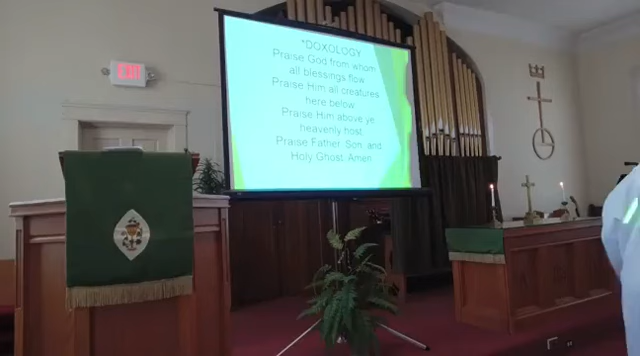 EXIT
*DOXOLOGY
Praise God from whom
all blessings flow
Praise Him all creatures
here below
Praise Him above ye
heavenly host
Praise Father, Son, and
Holy Ghost. Amen